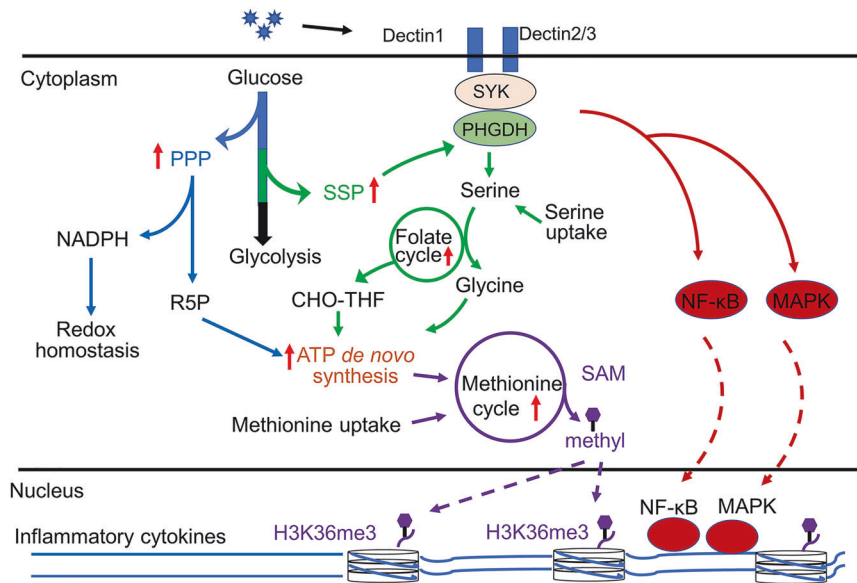 Dectin1
Dectin2/3
Cytoplasm
Glucose
SYK
PHGDH
PPP
SSP
Serine
Serine
uptake
NADPH
Glycolysis
Folate
cycle
Glycine
R5P
CHO-THF
NF-κB
MAPK
Redox
homostasis
ATP de novo
synthesis
Methionine
cycle
SAM
Methionine uptake
methyl
Nucleus
NF-κB
MAPK
Inflammatory cytokines
H3K36me3
H3K36me3